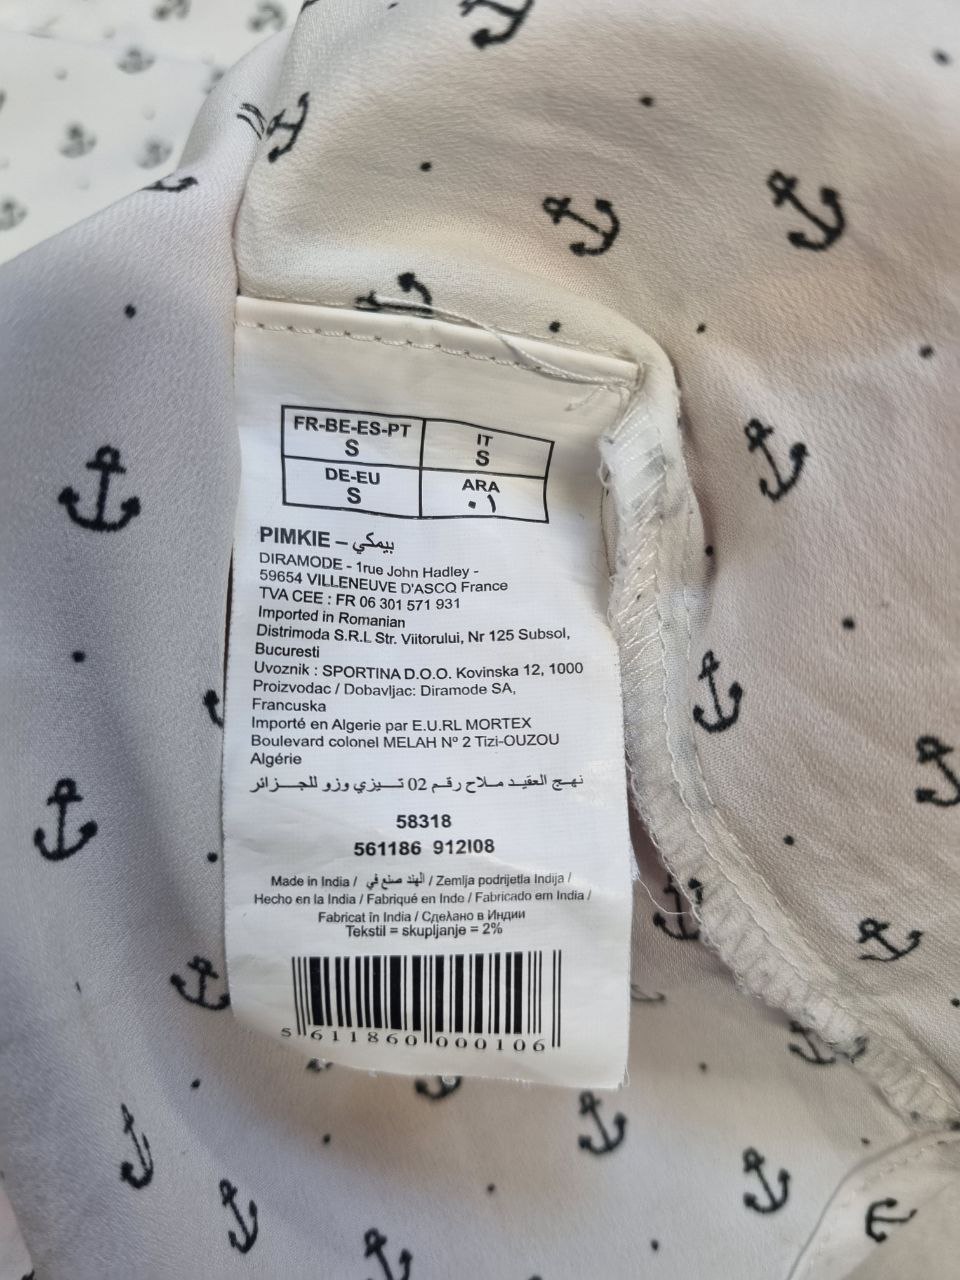 FR-BE-ES-PT
S
IT
S
DE-EU
S
ARA
٠١
PIMKIE – بيمكي
DIRAMODE - 1rue John Hadley -
59654 VILLENEUVE D'ASCQ France
TVA CEE : FR 06 301 571 931
Imported in Romanian
Distrimoda S.R.L Str. Viitorului, Nr 125 Subsol,
Bucuresti
Uvoznik : SPORTINA D.O.O. Kovinska 12, 1000
Proizvodac / Dobavljac: Diramode SA,
Francuska
Importé en Algerie par E.U.RL MORTEX
Boulevard colonel MELAH Nº 2 Tizi-OUZOU
Algérie
نهج العقيد ملاح رقم 02 تيزي وزو للجزائر
58318
561186 912I08
Made in India / الهند صنع في / Zemlja podrijetla Indija /
Hecho en la India / Fabriqué en Inde / Fabricado em India /
Fabricat în India / Сделано в Индии
Tekstil = skupljanje = 2%
5 611860 000106